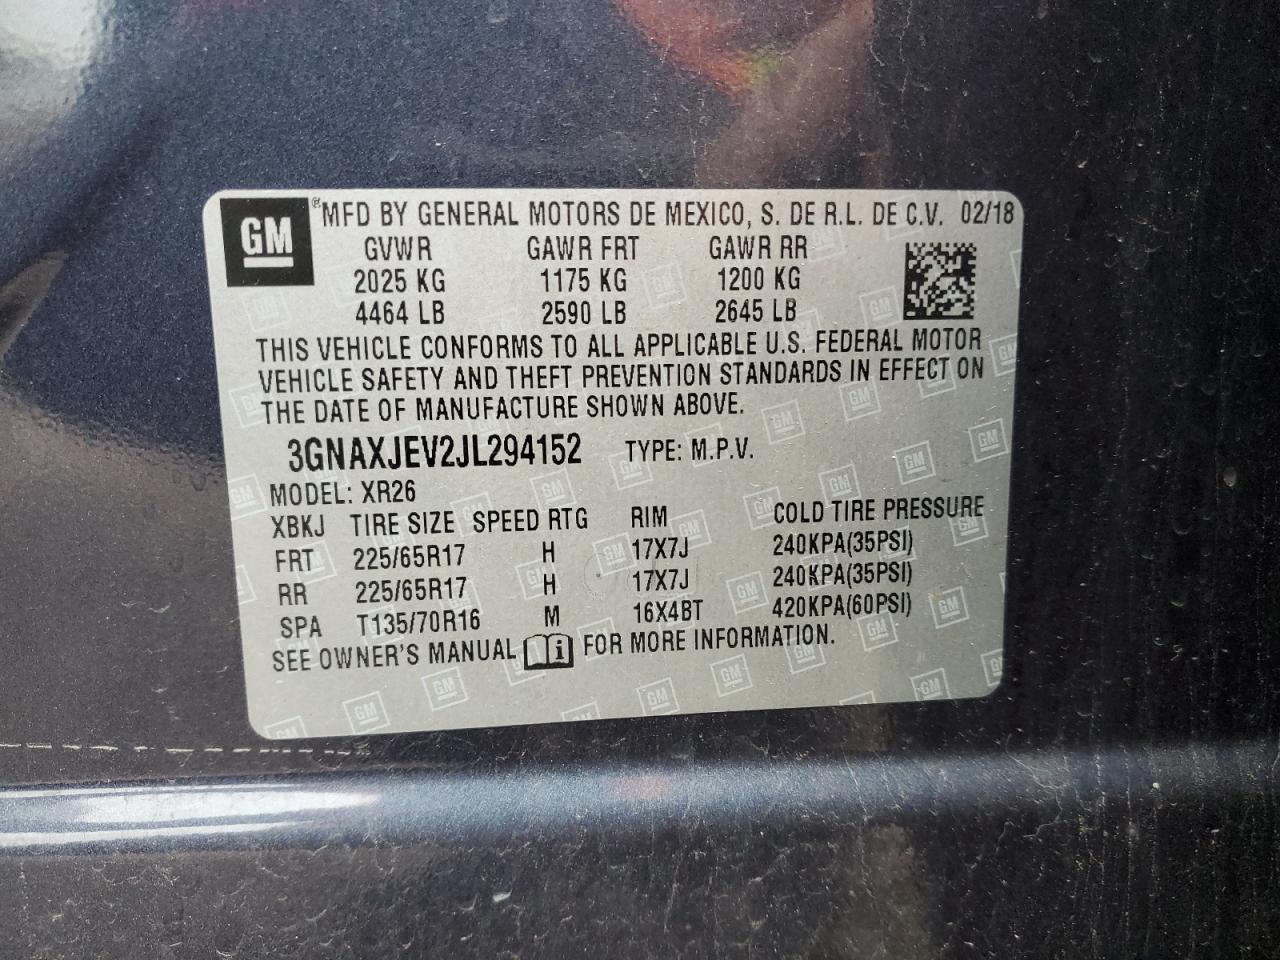 GM ® MFD BY GENERAL MOTORS DE MEXICO, S. DE R.L. DE C.V. 02/18
GVWR GAWR FRT GAWR RR
2025 KG 1175 KG 1200 KG
4464 LB 2590 LB 2645 LB
THIS VEHICLE CONFORMS TO ALL APPLICABLE U.S. FEDERAL MOTOR
VEHICLE SAFETY AND THEFT PREVENTION STANDARDS IN EFFECT ON
THE DATE OF MANUFACTURE SHOWN ABOVE.
3GNAXJEV2JL294152 TYPE: M.P.V.
MODEL: XR26
XBKJ TIRE SIZE SPEED RTG RIM COLD TIRE PRESSURE
FRT 225/65R17 H 17X7J 240KPA(35PSI)
RR 225/65R17 H 17X7J 240KPA(35PSI)
SPA T135/70R16 M 16X4BT 420KPA(60PSI)
SEE OWNER'S MANUAL i FOR MORE INFORMATION.